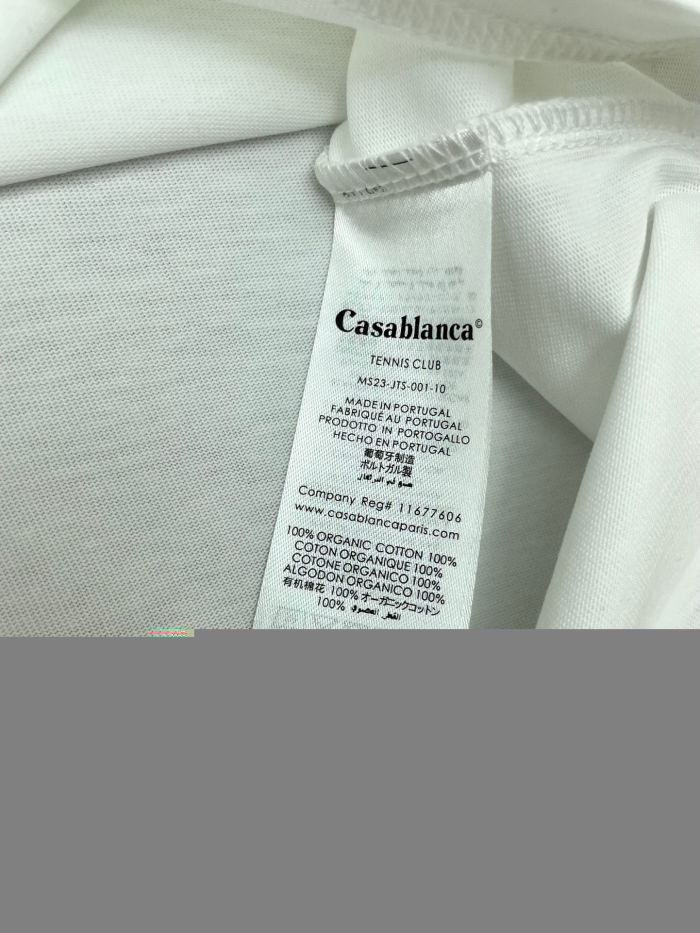 Casablanca©
TENNIS CLUB
MS23-JTS-001-10
MADE IN PORTUGAL
FABRIQUÉ AU PORTUGAL
PRODOTTO IN PORTOGALLO
HECHO EN PORTUGAL
葡萄牙制造
ポルトガル製
Company Reg# 11677606
www.casablancaparis.com
100% ORGANIC COTTON 100%
COTON ORGANIQUE 100%
COTONE ORGANICO 100%
ALGODON ORGANICO 100%
有机棉花 100% オーガニックコットン
100%